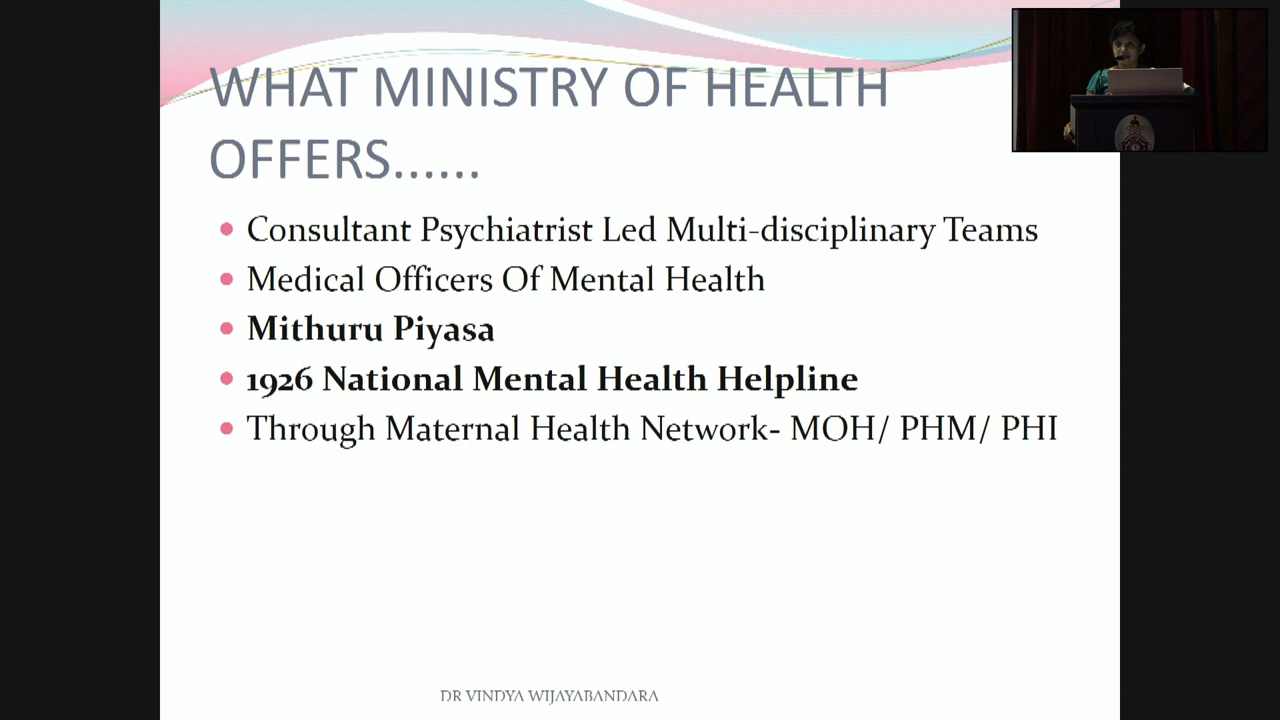 WHAT MINISTRY OF HEALTH
OFFERS......
Consultant Psychiatrist Led Multi-disciplinary Teams
Medical Officers Of Mental Health
Mithuru Piyasa
1926 National Mental Health Helpline
Through Maternal Health Network- MOH/ PHM/ PHI
DR VINDYA WIJAYABANDARA